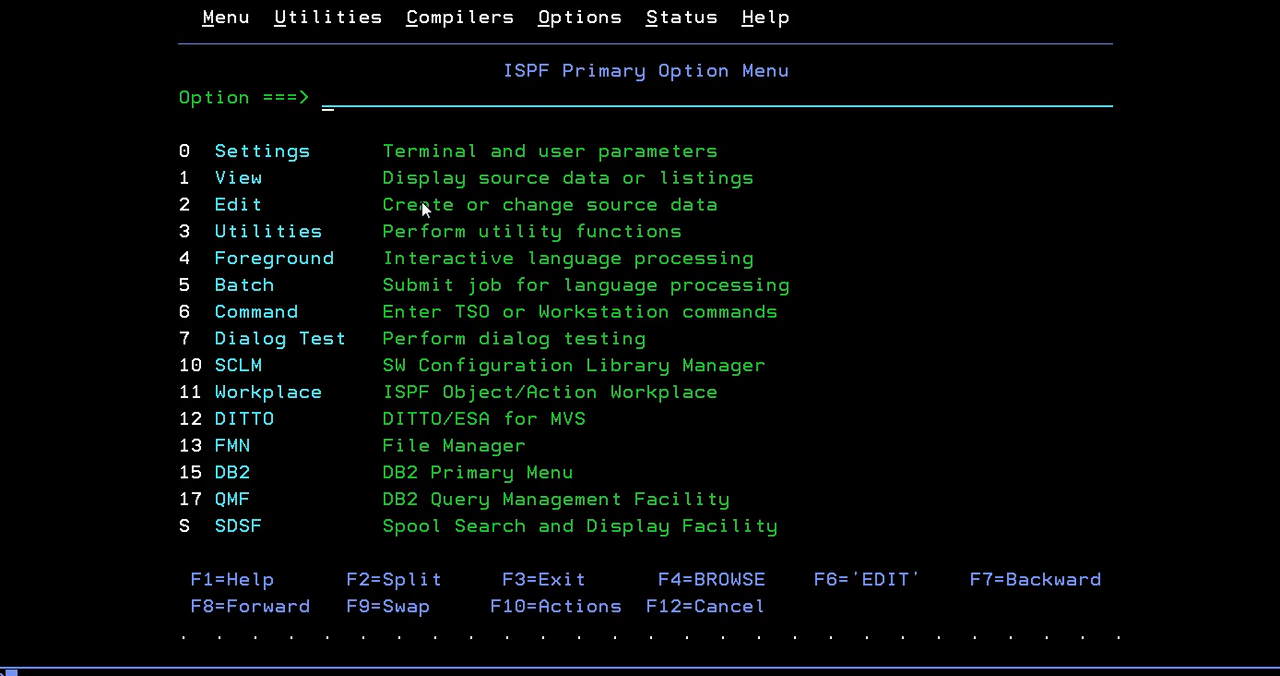 Menu Utilities Compilers Options Status Help
ISPF Primary Option Menu
Option ===>
0 Settings Terminal and user parameters
1 View Display source data or listings
2 Edit Create or change source data
3 Utilities Perform utility functions
4 Foreground Interactive language processing
5 Batch Submit job for language processing
6 Command Enter TSO or Workstation commands
7 Dialog Test Perform dialog testing
10 SCLM SW Configuration Library Manager
11 Workplace ISPF Object/Action Workplace
12 DITTO DITTO/ESA for MVS
13 FMN File Manager
15 DB2 DB2 Primary Menu
17 QMF DB2 Query Management Facility
S SDSF Spool Search and Display Facility
F1=Help F2=Split F3=Exit F4=BROWSE F6='EDIT' F7=Backward
F8=Forward F9=Swap F10=Actions F12=Cancel
. . . . . . . . . . . . . . . . . . . . . . . . . . .